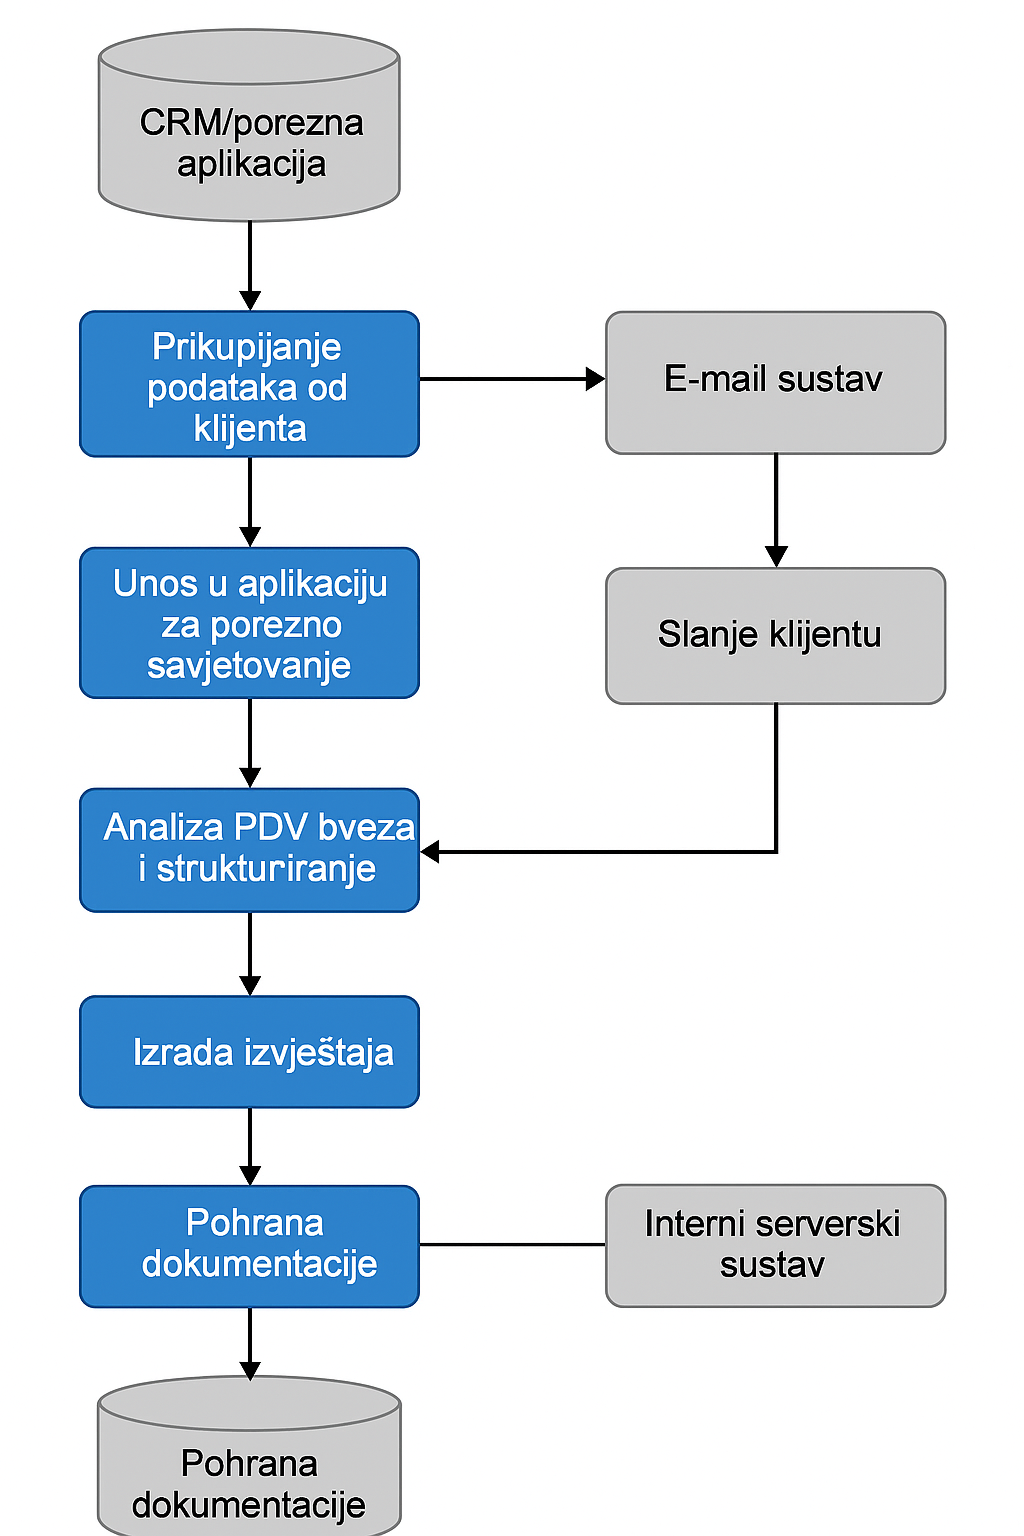 CRM/porezna
aplikacija
Prikupijanje
podataka od
klijenta
E-mail sustav
Unos u aplikaciju
za porezno
savjetovanje
Slanje klijentu
Analiza PDV bveza
i strukturiranje
Izrada izvještaja
Pohrana
dokumentacije
Interni serverski
sustav
Pohrana
dokumentacije